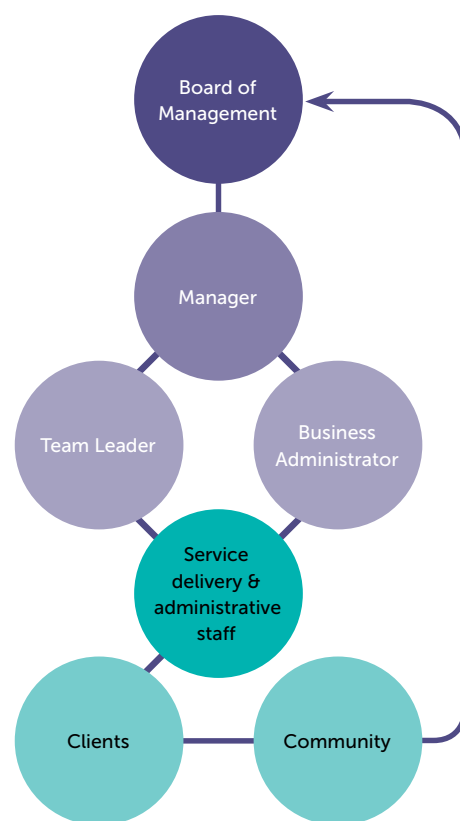 Board of
Management
Manager
Team Leader
Business
Administrator
Service
delivery &
administrative
staff
Clients
Community